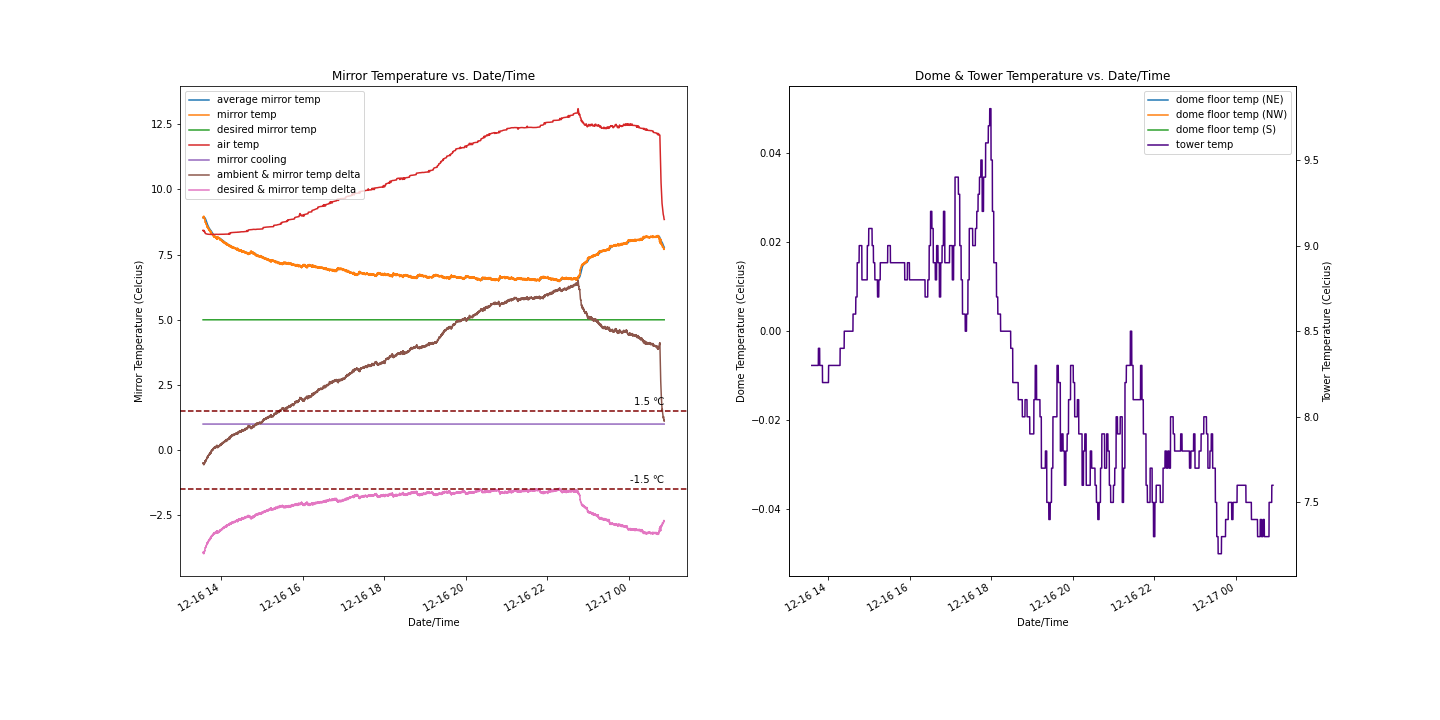 Mirror Temperature vs. Date/Time
average mirror temp
mirror temp
desired mirror temp
air temp
mirror cooling
ambient & mirror temp delta
desired & mirror temp delta
12.5
10.0
7.5
5.0
2.5
0.0
−2.5
Mirror Temperature (Celcius)
1.5 °C
-1.5 °C
12-16 14
12-16 16
12-16 18
12-16 20
12-16 22
12-17 00
Date/Time
Dome & Tower Temperature vs. Date/Time
dome floor temp (NE)
dome floor temp (NW)
dome floor temp (S)
tower temp
0.04
0.02
0.00
−0.02
−0.04
Dome Temperature (Celcius)
9.5
9.0
8.5
8.0
7.5
Tower Temperature (Celcius)
12-16 14
12-16 16
12-16 18
12-16 20
12-16 22
12-17 00
Date/Time